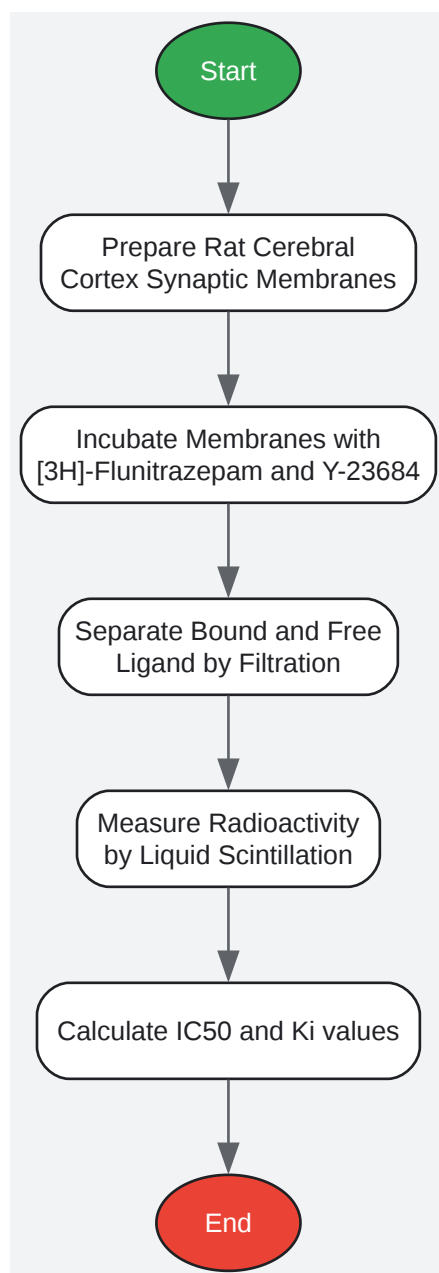 Start
Prepare Rat Cerebral
Cortex Synaptic Membranes
Incubate Membranes with
[3H]-Flunitrazepam and Y-23684
Separate Bound and Free
Ligand by Filtration
Measure Radioactivity
by Liquid Scintillation
Calculate IC50 and Ki values
End